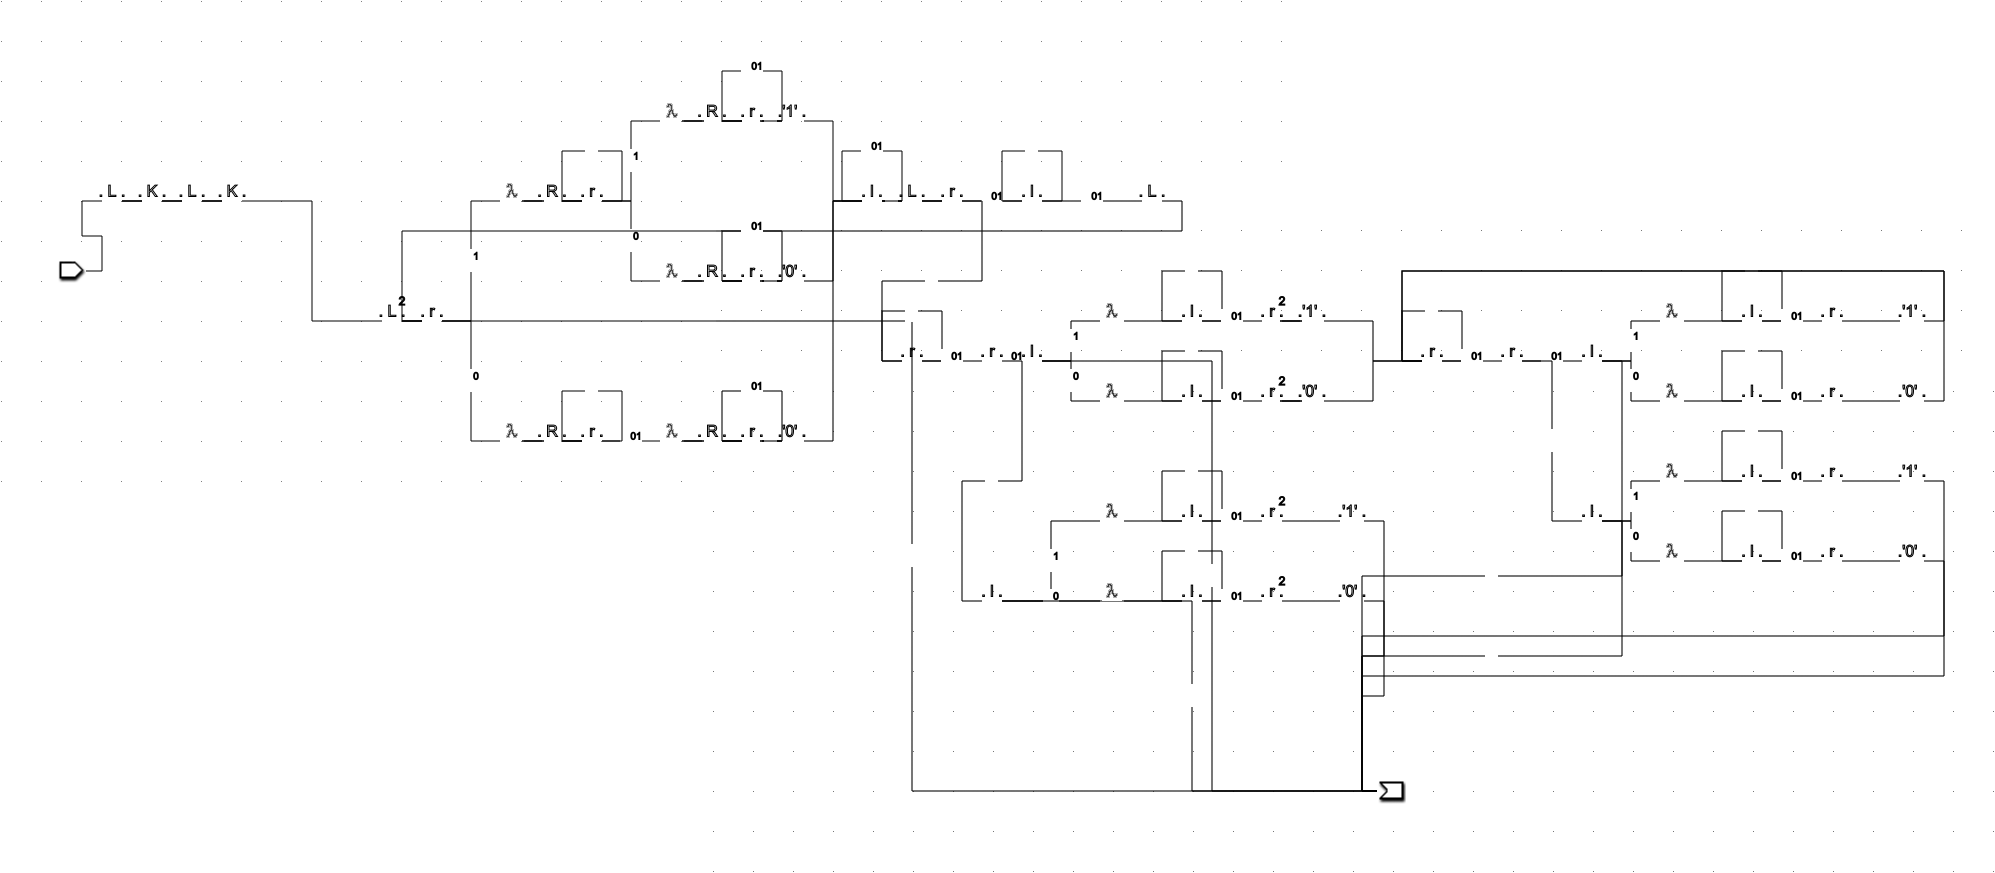 01
λ .R. .r. .'1'.
01
1
.L. .K. .L. .K. λ .R. .r. .l. .L. .r. 01 .l. 01 .L.
01
0
1
λ .R. .r. .'0'.
2 2 
.L. .r. λ .l. 01 .r. .'1'. λ .l. 01 .r. .'1'.
1 1
.r. 01 .r. 01 .l. .r. 01 .r. 01 .l.
0 0 0
01 2
λ .l. 01 .r. .'0'. λ .l. 01 .r. .'0'.
λ .R. .r. 01 λ .R. .r. .'0'.
λ .l. 01 .r. .'1'.
2 1
λ .l. 01 .r. .'1'. .l.
0
1 λ .l. 01 .r. .'0'.
2
.l. 0 λ .l. 01 .r. .'0'.